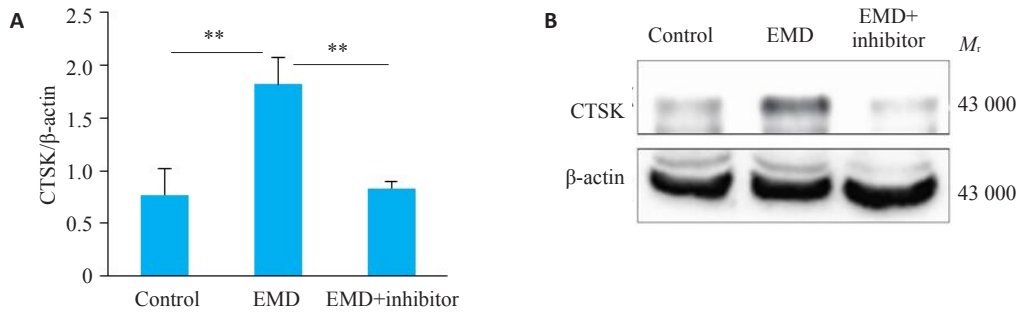 A
2.5
2.0
1.5
1.0
0.5
0
CTSK/β-actin
**
**
Control
EMD
EMD+inhibitor
B
Control
EMD
EMD+
inhibitor
Mr
CTSK
43 000
β-actin
43 000